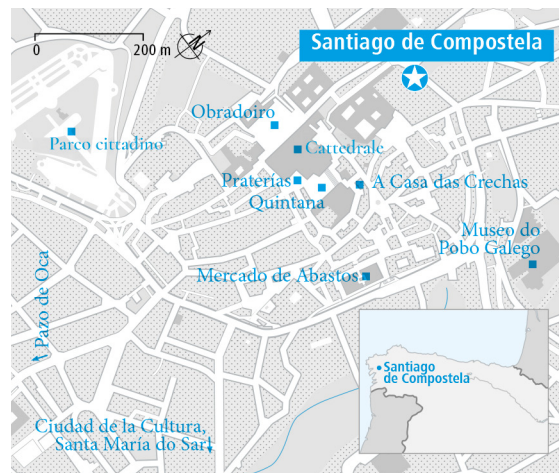 0 200 m
Santiago de Compostela
Obradoiro
Parco cittadino
Cattedrale
Praterías
A Casa das Crechas
Quintana
Museo do
Pobo Galego
Mercado de Abastos
Pazo de Oca
Santiago
de Compostela
Ciudad de la Cultura,
Santa María do Sarl